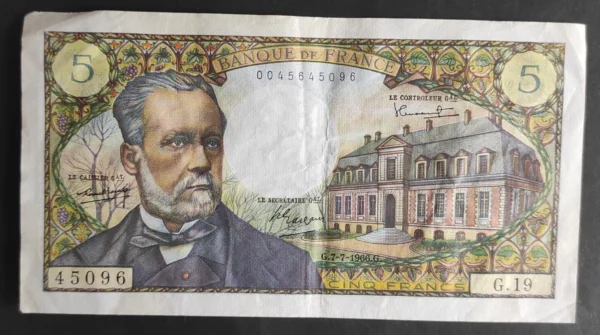 5
BANQUE DE FRANCE
5
0045645096
LE CONTROLEUR GAL
LE CAISSIER GAL
LE SECRÉTAIRE GAL
G.7-7-1966.G.
45096
CINQ FRANCS
G.19